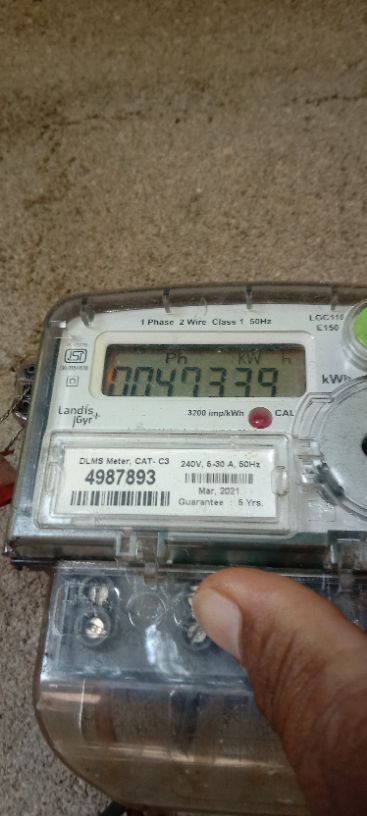 1 Phase 2 Wire Class 1 50Hz
E150
ISI
Ph KW h
0047339
kWh
Landis
Gyr+
3200 imp/kWh CAL
DLMS Meter, CAT- C3
4987893
240V, 5-30 A, 50Hz
Mar, 2021
Guarantee : 5 Yrs.